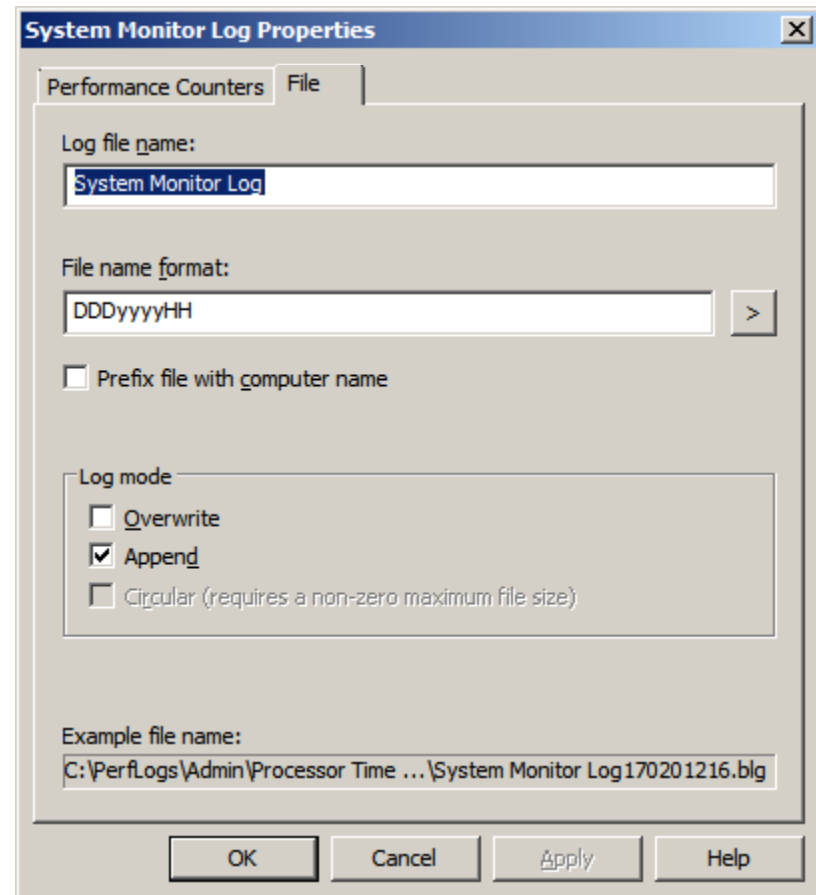 System Monitor Log Properties
Performance Counters File
Log file name:
System Monitor Log
File name format:
DDDyyyyHH
>
Prefix file with computer name
Log mode
Overwrite
Append
Circular (requires a non-zero maximum file size)
Example file name:
C:\PerfLogs\Admin\Processor Time ...\System Monitor Log170201216.blg
OK Cancel Apply Help